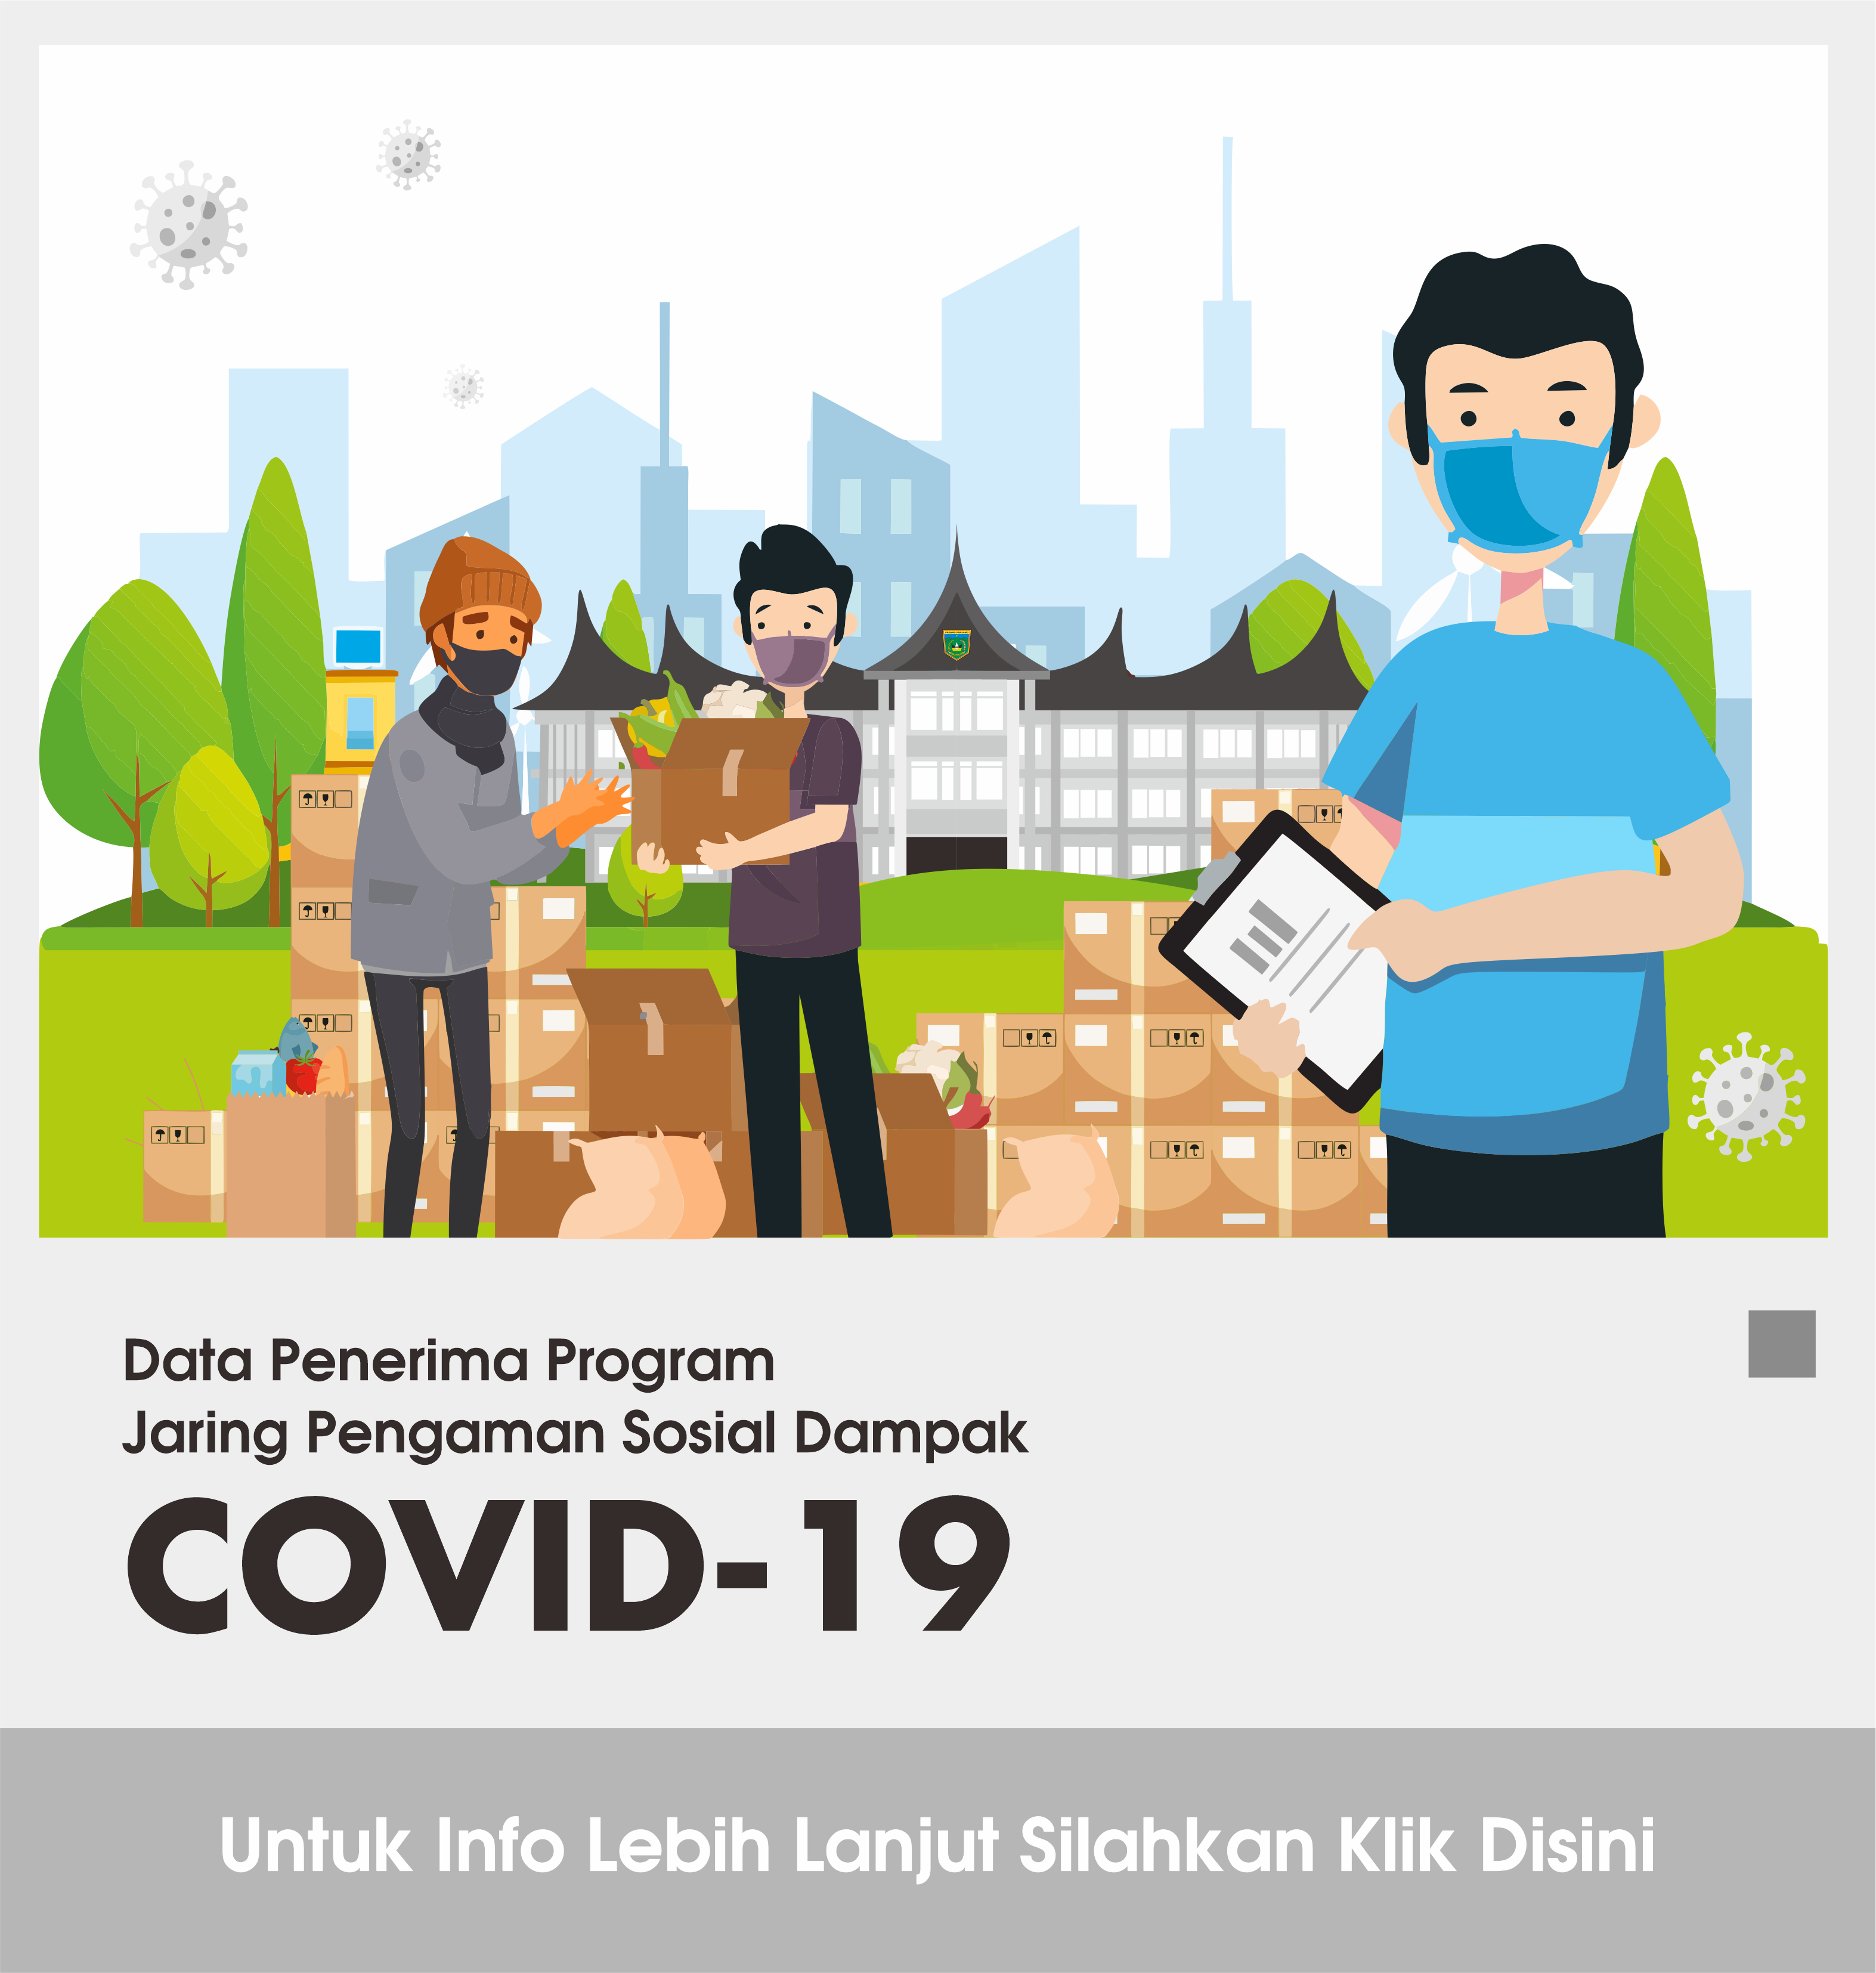 Data Penerima Program
Jaring Pengaman Sosial Dampak
COVID-19
Untuk Info Lebih Lanjut Silahkan Klik Disini